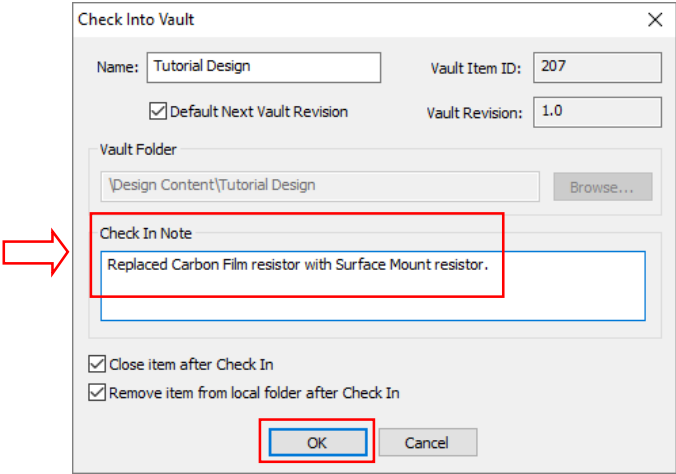 Check Into Vault
Name: Tutorial Design Vault Item ID: 207
Default Next Vault Revision Vault Revision: 1.0
Vault Folder
\Design Content\Tutorial Design Browse...
Check In Note
Replaced Carbon Film resistor with Surface Mount resistor.
Close item after Check In
Remove item from local folder after Check In
OK Cancel